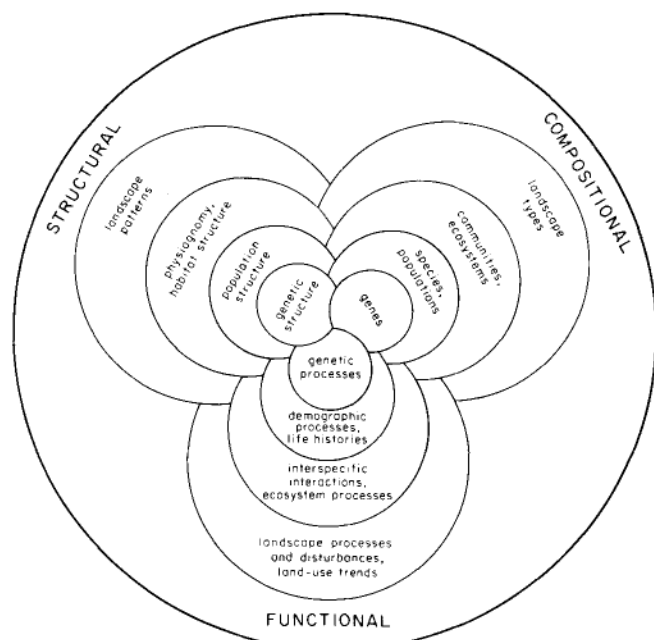 STRUCTURAL
landscape
patterns
physiognomy,
habitat structure
population
structure
genetic
structure
COMPOSITIONAL
landscape
types
communities,
ecosystems
species,
populations
genes
genetic
processes
demographic
processes,
life histories
interspecific
interactions,
ecosystem processes
landscape processes
and disturbances,
land-use trends
FUNCTIONAL